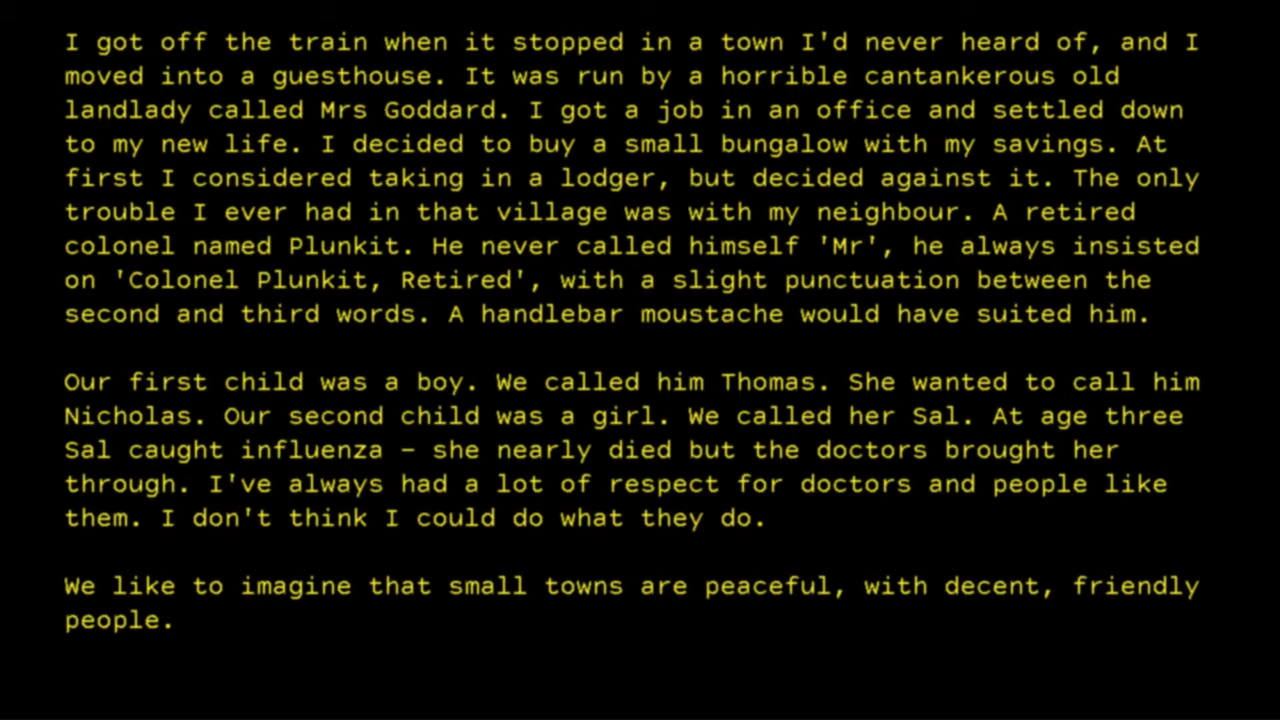 I got off the train when it stopped in a town I'd never heard of, and I
moved into a guesthouse. It was run by a horrible cantankerous old
landlady called Mrs Goddard. I got a job in an office and settled down
to my new life. I decided to buy a small bungalow with my savings. At
first I considered taking in a lodger, but decided against it. The only
trouble I ever had in that village was with my neighbour. A retired
colonel named Plunkit. He never called himself 'Mr', he always insisted
on 'Colonel Plunkit, Retired', with a slight punctuation between the
second and third words. A handlebar moustache would have suited him.

Our first child was a boy. We called him Thomas. She wanted to call him
Nicholas. Our second child was a girl. We called her Sal. At age three
Sal caught influenza – she nearly died but the doctors brought her
through. I've always had a lot of respect for doctors and people like
them. I don't think I could do what they do.

We like to imagine that small towns are peaceful, with decent, friendly
people.